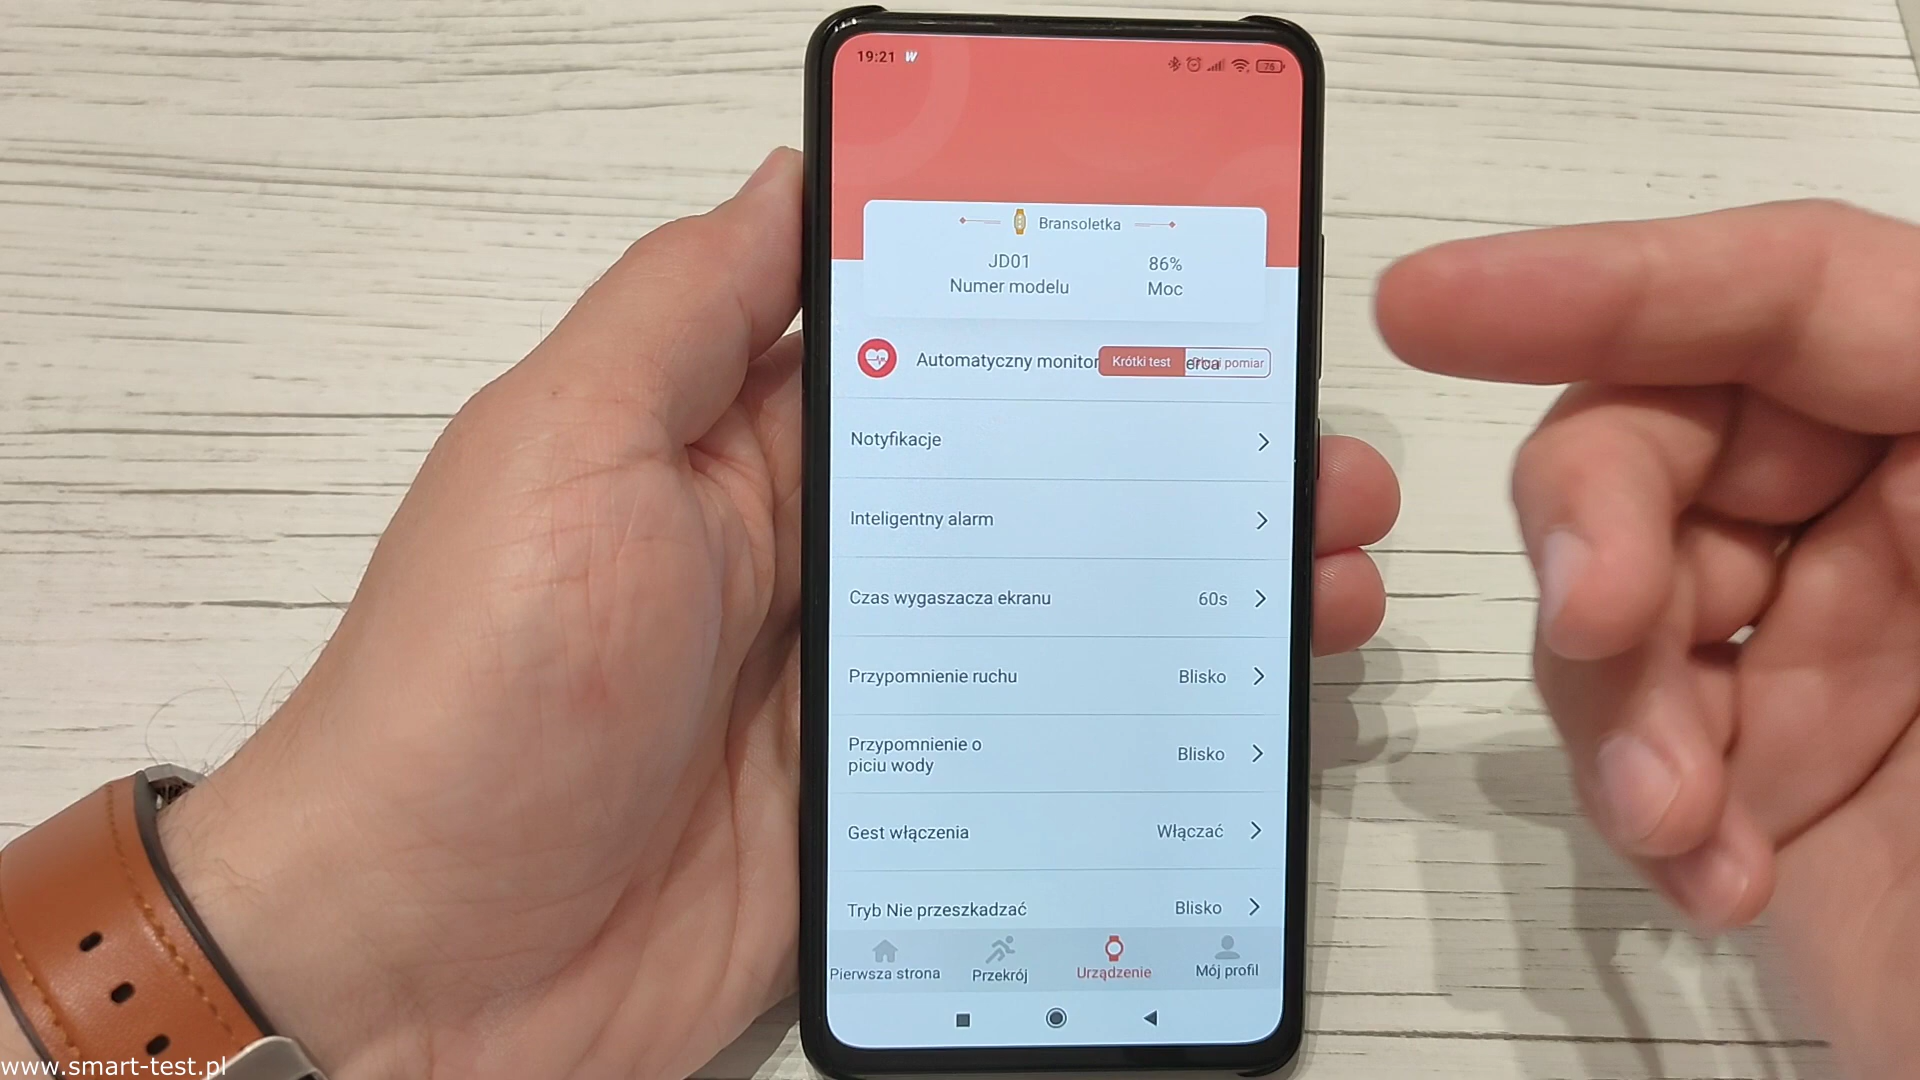 19:21 W
76
Bransoletka
JD01
86%
Numer modelu
Moc
Automatyczny monitor
Krótki test
pomiar
Notyfikacje
Inteligentny alarm
Czas wygaszacza ekranu
60s
Przypomnienie ruchu
Blisko
Przypomnienie o
piciu wody
Blisko
Gest włączenia
Włączać
Tryb Nie przeszkadzać
Blisko
Pierwsza strona
Przekrój
Urządzenie
Mój profil
www.smart-test.pl